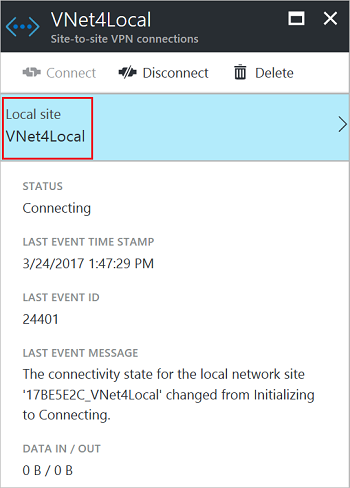 VNet4Local
Site-to-site VPN connections
Connect Disconnect Delete
Local site
VNet4Local
STATUS
Connecting
LAST EVENT TIME STAMP
3/24/2017 1:47:29 PM
LAST EVENT ID
24401
LAST EVENT MESSAGE
The connectivity state for the local network site
'17BE5E2C_VNet4Local' changed from Initializing
to Connecting.
DATA IN / OUT
0 B / 0 B